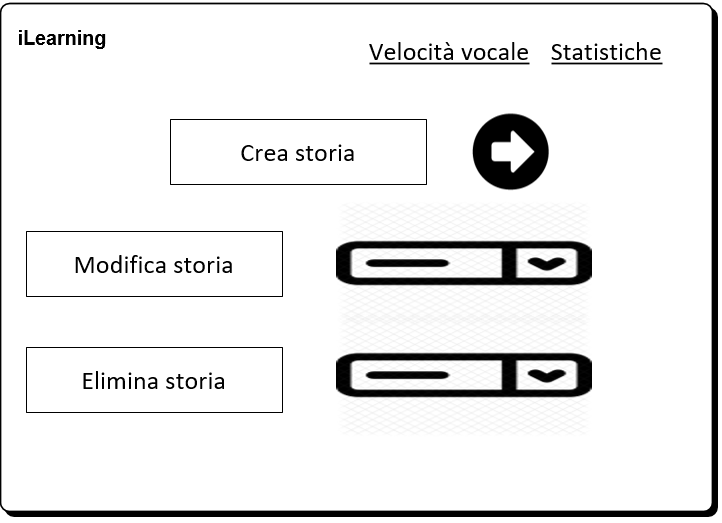 iLearning
Velocità vocale Statistiche
Crea storia
Modifica storia
Elimina storia